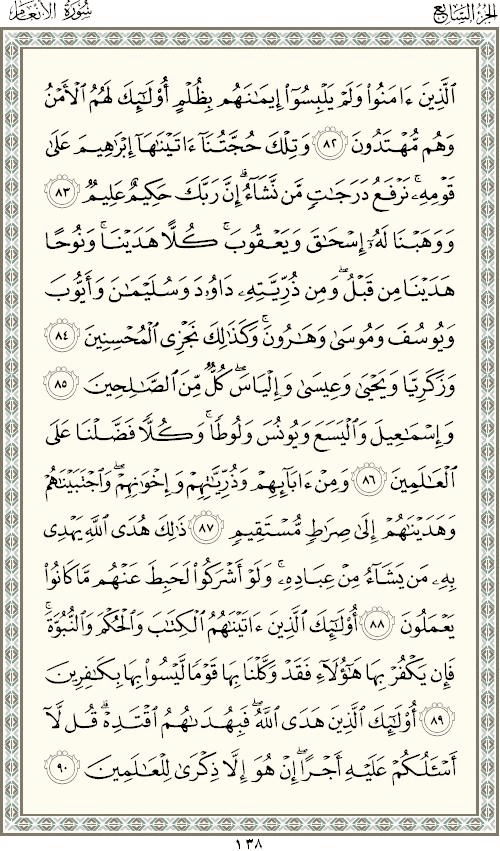 الجزء السابع
سورة الأنعام
ٱلَّذِينَ ءَامَنُوا۟ وَلَمْ يَلْبِسُوٓا۟ إِيمَـٰنَهُم بِظُلْمٍ أُو۟لَـٰٓئِكَ لَهُمُ ٱلْأَمْنُ
وَهُم مُّهْتَدُونَ ٨٢ وَتِلْكَ حُجَّتُنَآ ءَاتَيْنَـٰهَآ إِبْرَٰهِيمَ عَلَىٰ
قَوْمِهِۦ ۚ نَرْفَعُ دَرَجَـٰتٍ مَّن نَّشَآءُ ۗ إِنَّ رَبَّكَ حَكِيمٌ عَلِيمٌ ٨٣
وَوَهَبْنَا لَهُۥٓ إِسْحَـٰقَ وَيَعْقُوبَ ۚ كُلًّا هَدَيْنَا ۚ وَنُوحًا
هَدَيْنَا مِن قَبْلُ ۖ وَمِن ذُرِّيَّتِهِۦ دَاوُۥدَ وَسُلَيْمَـٰنَ وَأَيُّوبَ
وَيُوسُفَ وَمُوسَىٰ وَهَـٰرُونَ ۚ وَكَذَٰلِكَ نَجْزِى ٱلْمُحْسِنِينَ ٨٤
وَزَكَرِيَّا وَيَحْيَىٰ وَعِيسَىٰ وَإِلْيَاسَ ۖ كُلٌّ مِّنَ ٱلصَّـٰلِحِينَ ٨٥
وَإِسْمَـٰعِيلَ وَٱلْيَسَعَ وَيُونُسَ وَلُوطًا ۚ وَكُلًّا فَضَّلْنَا عَلَى
ٱلْعَـٰلَمِينَ ٨٦ وَمِنْ ءَابَآئِهِمْ وَذُرِّيَّـٰتِهِمْ وَإِخْوَٰنِهِمْ ۖ وَٱجْتَبَيْنَـٰهُمْ
وَهَدَيْنَـٰهُمْ إِلَىٰ صِرَٰطٍ مُّسْتَقِيمٍ ٨٧ ذَٰلِكَ هُدَى ٱللَّهِ يَهْدِى
بِهِۦ مَن يَشَآءُ مِنْ عِبَادِهِۦ ۚ وَلَوْ أَشْرَكُوا۟ لَحَبِطَ عَنْهُم مَّا كَانُوا۟
يَعْمَلُونَ ٨٨ أُو۟لَـٰٓئِكَ ٱلَّذِينَ ءَاتَيْنَـٰهُمُ ٱلْكِتَـٰبَ وَٱلْحُكْمَ وَٱلنُّبُوَّةَ ۚ
فَإِن يَكْفُرْ بِهَا هَـٰٓؤُلَآءِ فَقَدْ وَكَّلْنَا بِهَا قَوْمًا لَّيْسُوا۟ بِهَا بِكَـٰفِرِينَ
٨٩ أُو۟لَـٰٓئِكَ ٱلَّذِينَ هَدَى ٱللَّهُ ۖ فَبِهُدَىٰهُمُ ٱقْتَدِهْ ۗ قُل لَّآ
أَسْـَٔلُكُمْ عَلَيْهِ أَجْرًا ۖ إِنْ هُوَ إِلَّا ذِكْرَىٰ لِلْعَـٰلَمِينَ ٩٠
١٣٨